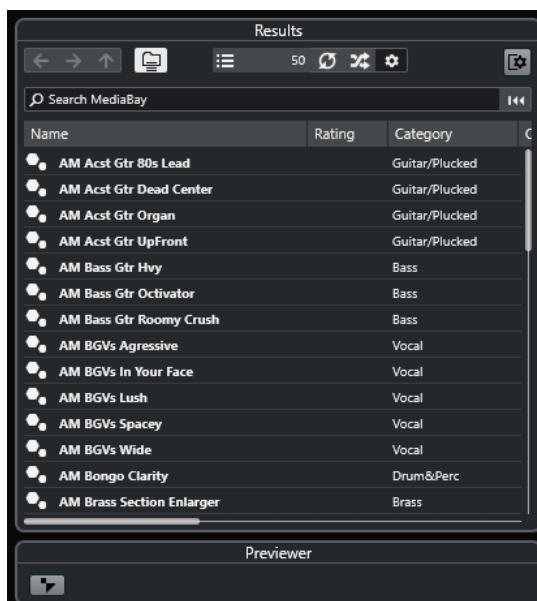 Results
50
Search MediaBay
Name Rating Category C
AM Acst Gtr 80s Lead Guitar/Plucked
AM Acst Gtr Dead Center Guitar/Plucked
AM Acst Gtr Organ Guitar/Plucked
AM Acst Gtr UpFront Guitar/Plucked
AM Bass Gtr Hvy Bass
AM Bass Gtr Octivator Bass
AM Bass Gtr Roomy Crush Bass
AM BGVs Agressive Vocal
AM BGVs In Your Face Vocal
AM BGVs Lush Vocal
AM BGVs Spacey Vocal
AM BGVs Wide Vocal
AM Bongo Clarity Drum&Perc
AM Brass Section Enlarger Brass
Previewer